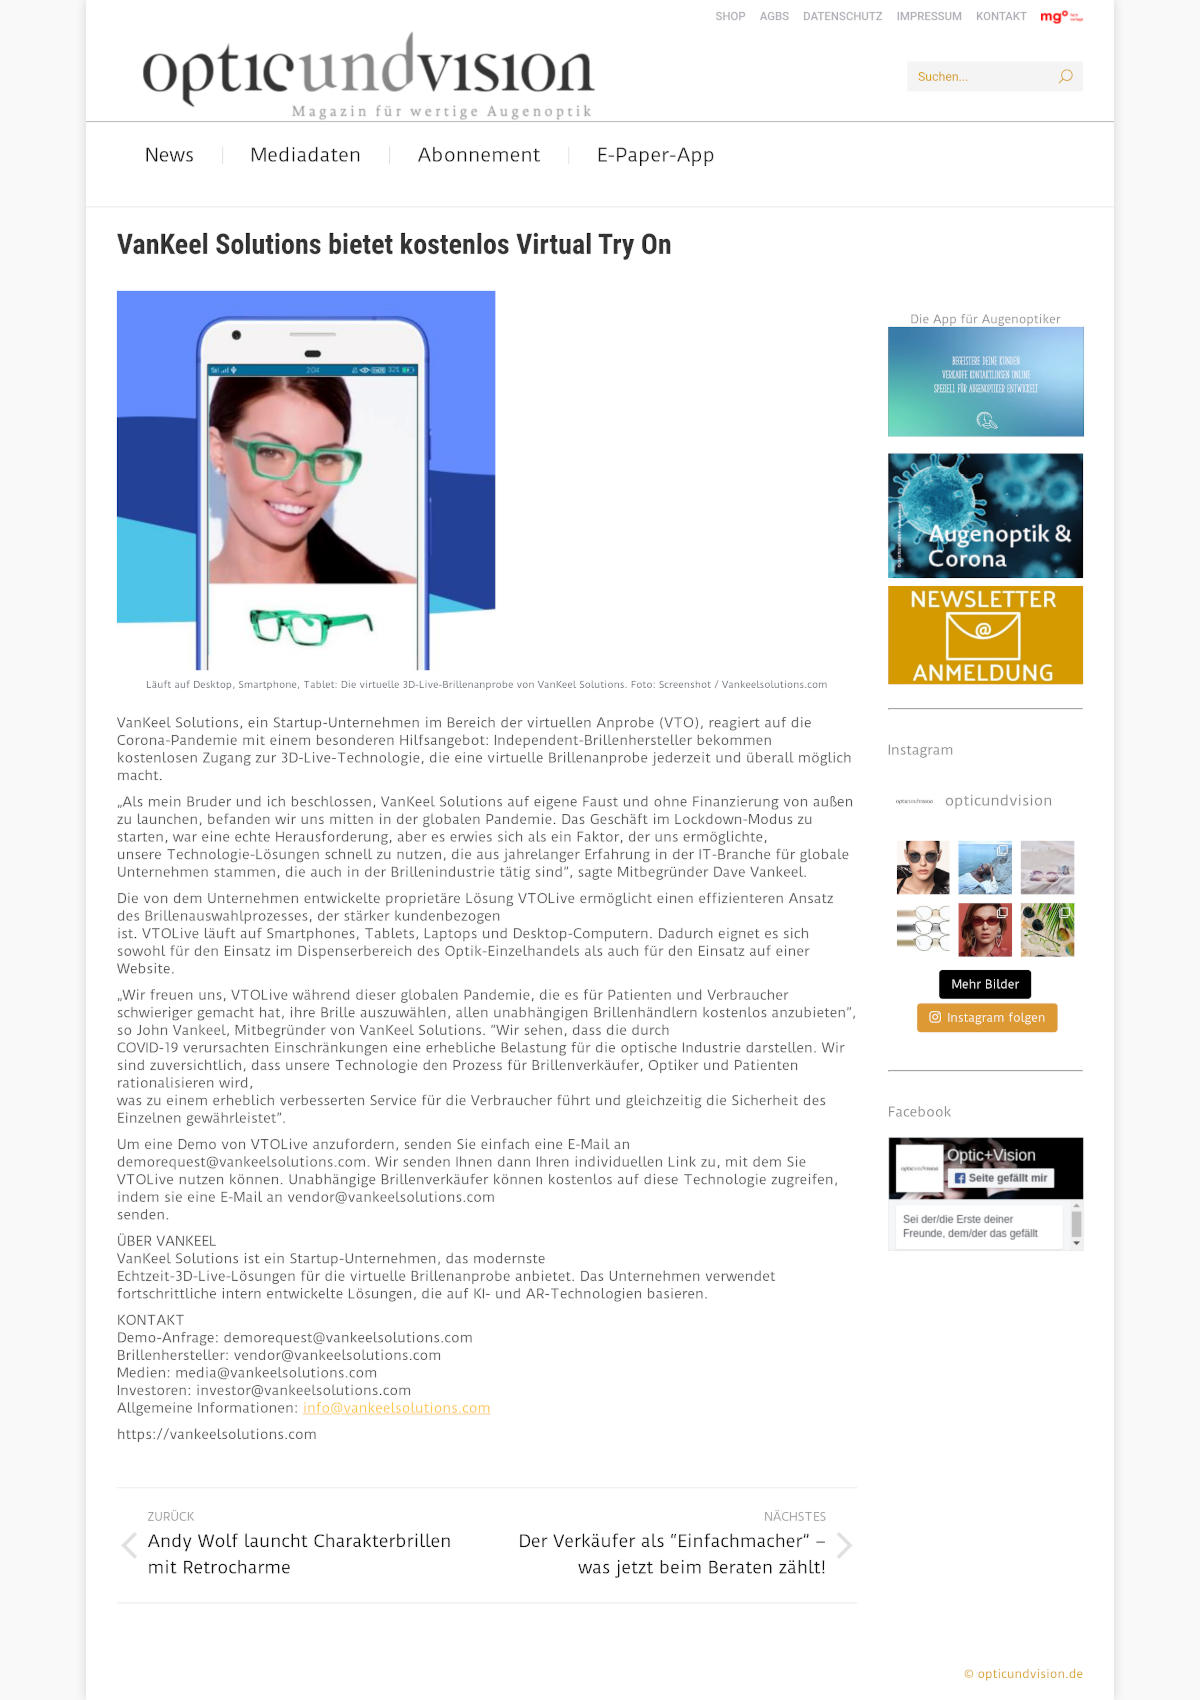 SHOP AGBS DATENSCHUTZ IMPRESSUM KONTAKT mgo
opticundvision
Magazin für wertige Augenoptik
Suchen...
News Mediadaten Abonnement E-Paper-App
VanKeel Solutions bietet kostenlos Virtual Try On
2:04
Läuft auf Desktop, Smartphone, Tablet: Die virtuelle 3D-Live-Brillenanprobe von VanKeel Solutions. Foto: Screenshot / Vankeelsolutions.com
VanKeel Solutions, ein Startup-Unternehmen im Bereich der virtuellen Anprobe (VTO), reagiert auf die
Corona-Pandemie mit einem besonderen Hilfsangebot: Independent-Brillenhersteller bekommen
kostenlosen Zugang zur 3D-Live-Technologie, die eine virtuelle Brillenanprobe jederzeit und überall möglich
macht.
„Als mein Bruder und ich beschlossen, VanKeel Solutions auf eigene Faust und ohne Finanzierung von außen
zu launchen, befanden wir uns mitten in der globalen Pandemie. Das Geschäft im Lockdown-Modus zu
starten, war eine echte Herausforderung, aber es erwies sich als ein Faktor, der uns ermöglichte,
unsere Technologie-Lösungen schnell zu nutzen, die aus jahrelanger Erfahrung in der IT-Branche für globale
Unternehmen stammen, die auch in der Brillenindustrie tätig sind“, sagte Mitbegründer Dave Vankeel.
Die von dem Unternehmen entwickelte proprietäre Lösung VTOLive ermöglicht einen effizienteren Ansatz
des Brillenauswahlprozesses, der stärker kundenbezogen
ist. VTOLive läuft auf Smartphones, Tablets, Laptops und Desktop-Computern. Dadurch eignet es sich
sowohl für den Einsatz im Dispenserbereich des Optik-Einzelhandels als auch für den Einsatz auf einer
Website.
„Wir freuen uns, VTOLive während dieser globalen Pandemie, die es für Patienten und Verbraucher
schwieriger gemacht hat, ihre Brille auszuwählen, allen unabhängigen Brillenhändlern kostenlos anzubieten“,
so John Vankeel, Mitbegründer von VanKeel Solutions. “Wir sehen, dass die durch
COVID-19 verursachten Einschränkungen eine erhebliche Belastung für die optische Industrie darstellen. Wir
sind zuversichtlich, dass unsere Technologie den Prozess für Brillenverkäufer, Optiker und Patienten
rationalisieren wird,
was zu einem erheblich verbesserten Service für die Verbraucher führt und gleichzeitig die Sicherheit des
Einzelnen gewährleistet“.
Um eine Demo von VTOLive anzufordern, senden Sie einfach eine E-Mail an
demorequest@vankeelsolutions.com. Wir senden Ihnen dann Ihren individuellen Link zu, mit dem Sie
VTOLive nutzen können. Unabhängige Brillenverkäufer können kostenlos auf diese Technologie zugreifen,
indem sie eine E-Mail an vendor@vankeelsolutions.com
senden.
ÜBER VANKEEL
VanKeel Solutions ist ein Startup-Unternehmen, das modernste
Echtzeit-3D-Live-Lösungen für die virtuelle Brillenanprobe anbietet. Das Unternehmen verwendet
fortschrittliche intern entwickelte Lösungen, die auf KI- und AR-Technologien basieren.
KONTAKT
Demo-Anfrage: demorequest@vankeelsolutions.com
Brillenhersteller: vendor@vankeelsolutions.com
Medien: media@vankeelsolutions.com
Investoren: investor@vankeelsolutions.com
Allgemeine Informationen: info@vankeelsolutions.com
https://vankeelsolutions.com
ZURÜCK
Andy Wolf launcht Charakterbrillen
mit Retrocharme
NÄCHSTES
Der Verkäufer als “Einfachmacher“ –
was jetzt beim Beraten zählt!
Die App für Augenoptiker
BEGEISTERE DEINE KUNDEN
VERKAUFE KONTAKTLINSEN ONLINE
SPEZIELL FÜR AUGENOPTIKER ENTWICKELT
Augenoptik &
Corona
NEWSLETTER
@
ANMELDUNG
Instagram
opticundvision opticundvision
Mehr Bilder
Instagram folgen
Facebook
opticundvision
Optic+Vision
Seite gefällt mir
Sei der/die Erste deiner
Freunde, dem/der das gefällt
© opticundvision.de